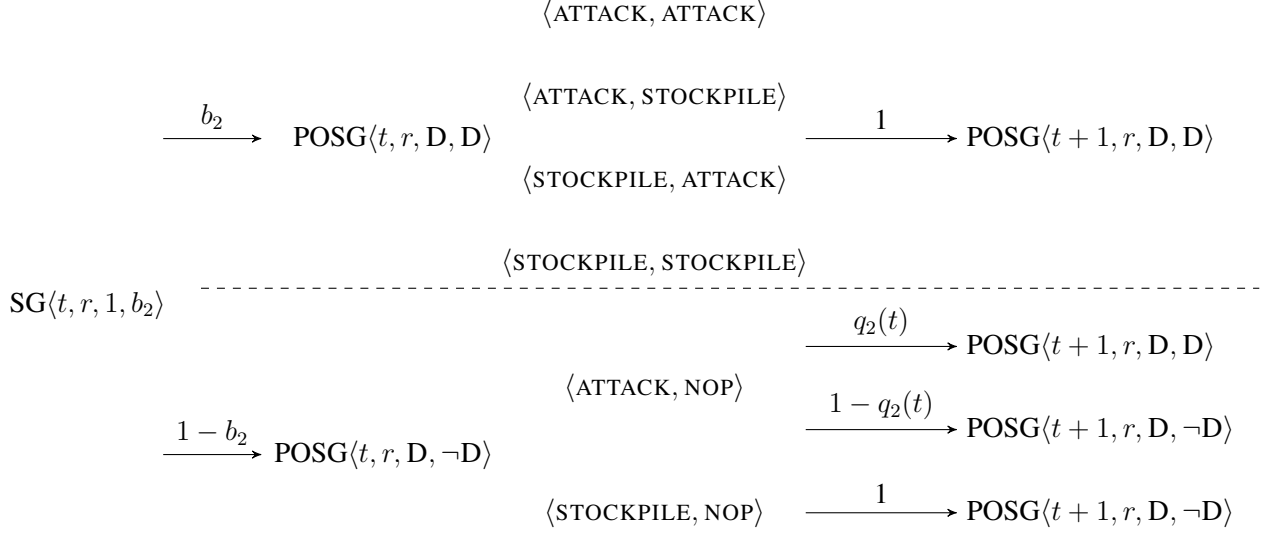 ⟨ATTACK, ATTACK⟩
⟨ATTACK, STOCKPILE⟩
b₂
POSG⟨t, r, D, D⟩
1
POSG⟨t + 1, r, D, D⟩
⟨STOCKPILE, ATTACK⟩
⟨STOCKPILE, STOCKPILE⟩
SG⟨t, r, 1, b₂⟩
q₂(t)
POSG⟨t + 1, r, D, D⟩
⟨ATTACK, NOP⟩
1 − q₂(t)
POSG⟨t + 1, r, D, ¬D⟩
1 − b₂
POSG⟨t, r, D, ¬D⟩
⟨STOCKPILE, NOP⟩
1
POSG⟨t + 1, r, D, ¬D⟩